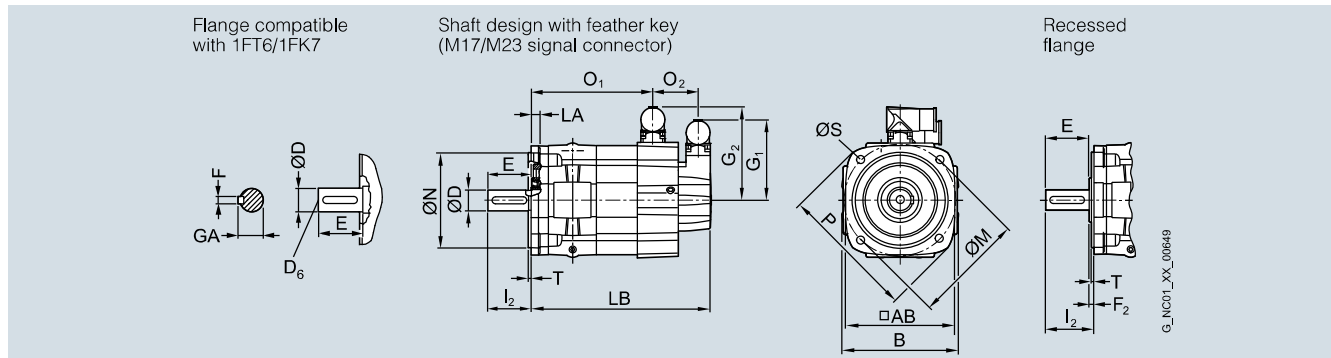 Flange compatible
with 1FT6/1FK7
Shaft design with feather key
(M17/M23 signal connector)
Recessed
flange
F
GA
ØD
E
D₆
O₁
O₂
LA
G₂
G₁
E
ØN
ØD
T
I₂
LB
ØS
P
ØM
□AB
B
E
T
F₂
I₂
G_NC01_XX_00649